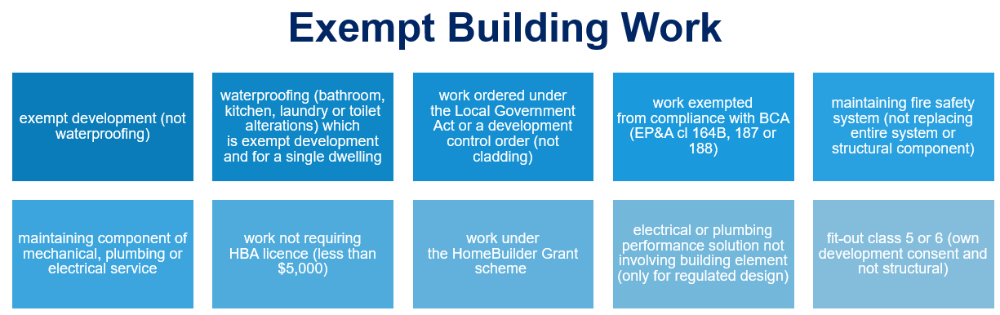 Exempt Building Work
exempt development (not
waterproofing)
waterproofing (bathroom,
kitchen, laundry or toilet
alterations) which
is exempt development
and for a single dwelling
work ordered under
the Local Government
Act or a development
control order (not
cladding)
work exempted
from compliance with BCA
(EP&A cl 164B, 187 or
188)
maintaining fire safety
system (not replacing
entire system or
structural component)
maintaining component of
mechanical, plumbing or
electrical service
work not requiring
HBA licence (less than
$5,000)
work under
the HomeBuilder Grant
scheme
electrical or plumbing
performance solution not
involving building element
(only for regulated design)
fit-out class 5 or 6 (own
development consent and
not structural)